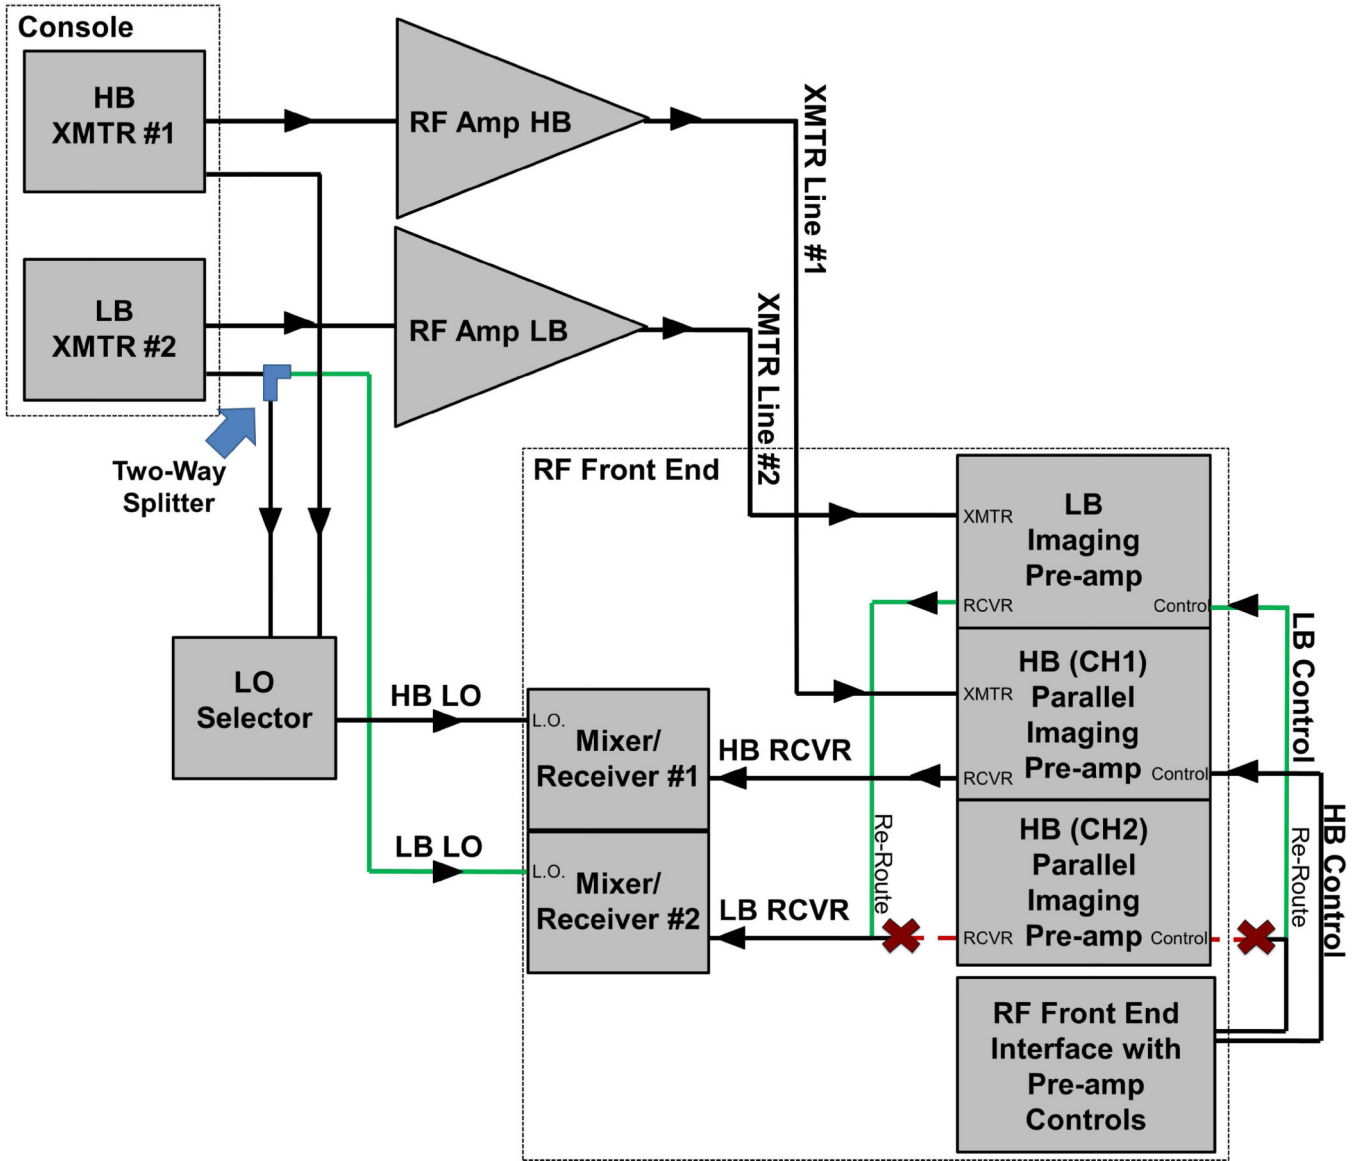 Console
HB
XMTR #1
RF Amp HB
XMTR Line #1
LB
XMTR #2
RF Amp LB
XMTR Line #2
Two-Way
Splitter
RF Front End
LO
Selector
HB LO
LB LO
L.O.
Mixer/
Receiver #1
L.O.
Mixer/
Receiver #2
HB RCVR
LB RCVR
Re-Route
XMTR
LB
Imaging
Pre-amp
RCVR
Control
HB (CH1)
Parallel
Imaging
Pre-amp
XMTR
RCVR
Control
HB (CH2)
Parallel
Imaging
Pre-amp
RCVR
Control
LB Control
Re-Route
HB Control
RF Front End
Interface with
Pre-amp
Controls